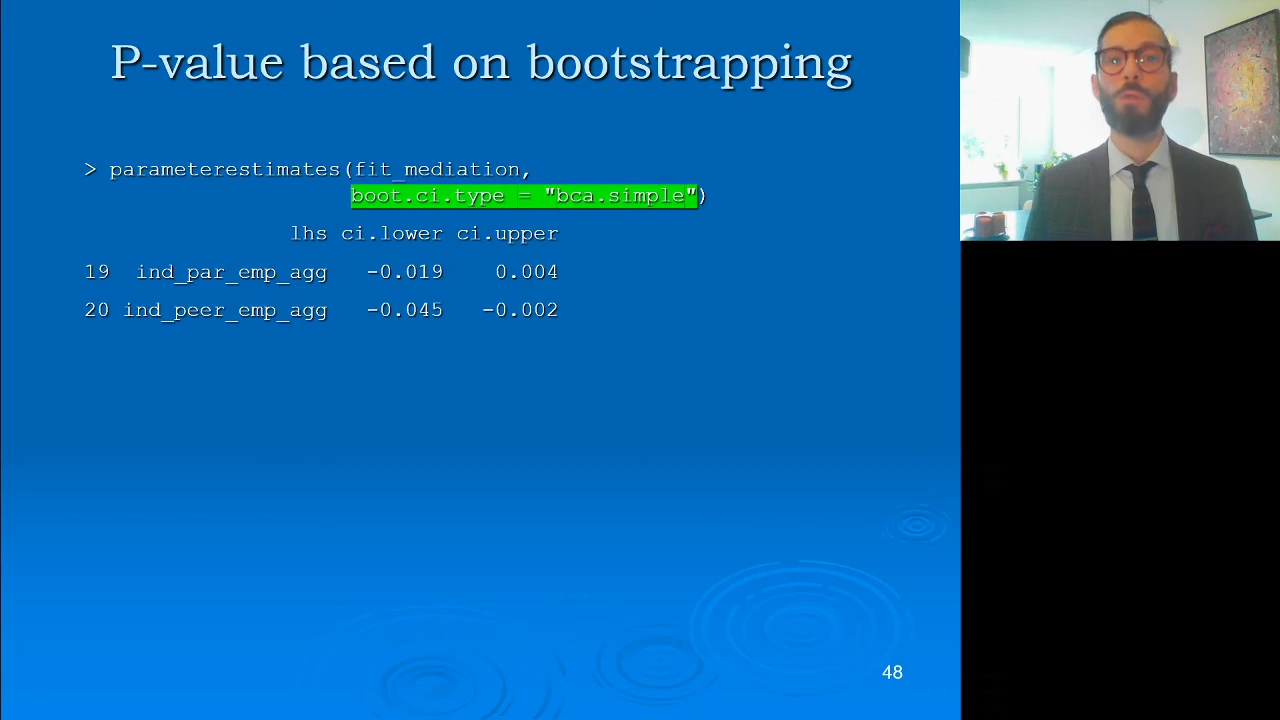 P-value based on bootstrapping
> parameterestimates(fit_mediation,
boot.ci.type = "bca.simple")
lhs ci.lower ci.upper
19 ind_par_emp_agg -0.019 0.004
20 ind_peer_emp_agg -0.045 -0.002
48